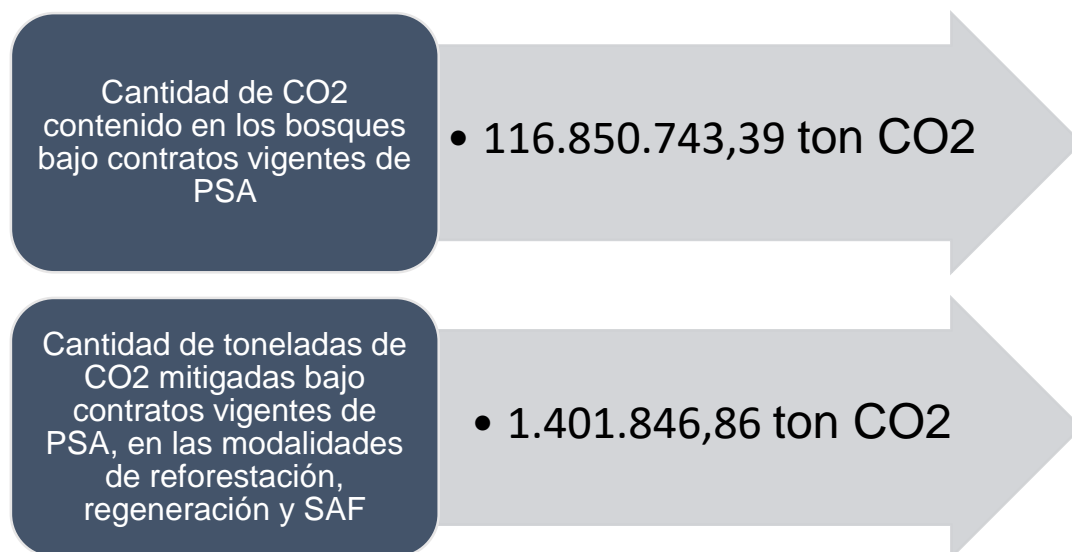 Cantidad de CO2
contenido en los bosques
bajo contratos vigentes de
PSA
• 116.850.743,39 ton CO2
Cantidad de toneladas de
CO2 mitigadas bajo
contratos vigentes de
PSA, en las modalidades
de reforestación,
regeneración y SAF
• 1.401.846,86 ton CO2